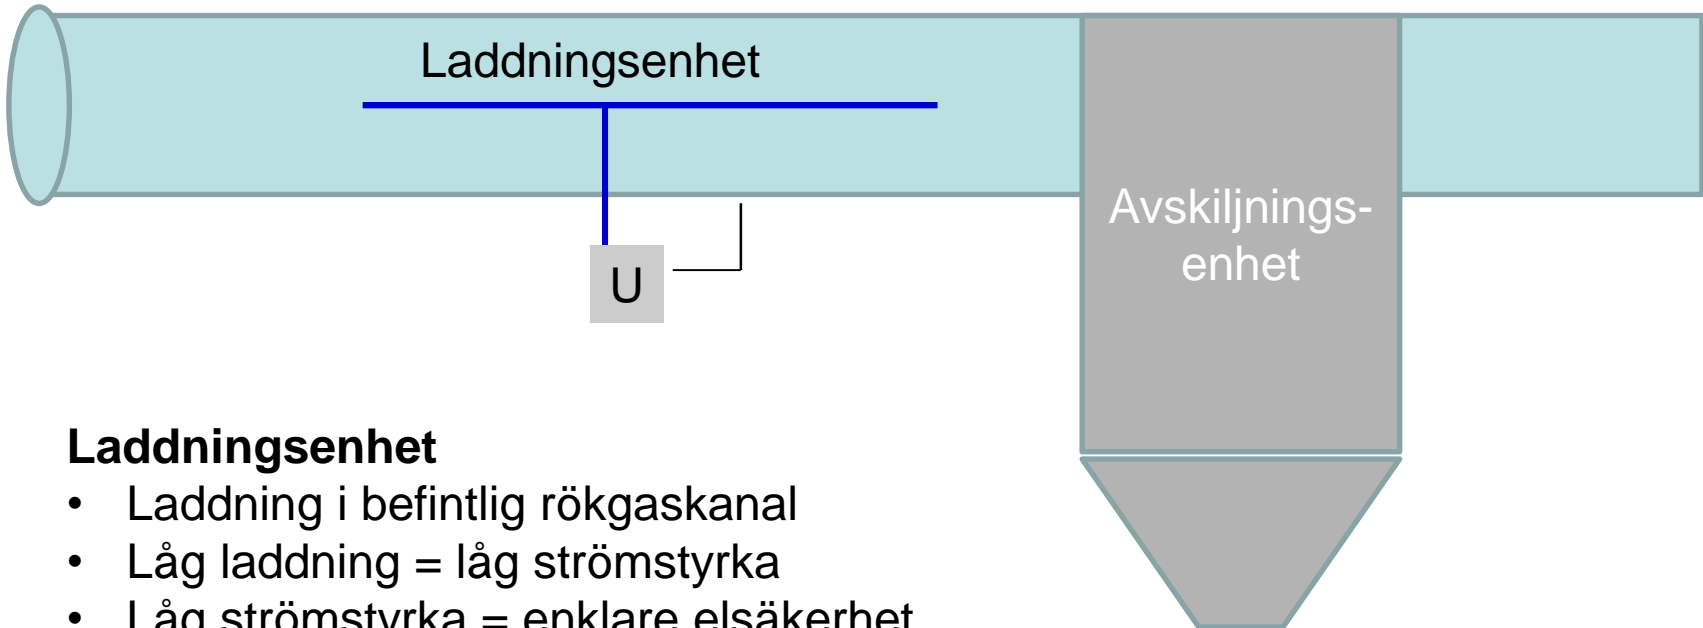 Laddningsenhet
Avskiljnings-
enhet
U
Laddningsenhet
• Laddning i befintlig rökgaskanal
• Låg laddning = låg strömstyrka
• Låg strömstyrka = enklare elsäkerhet